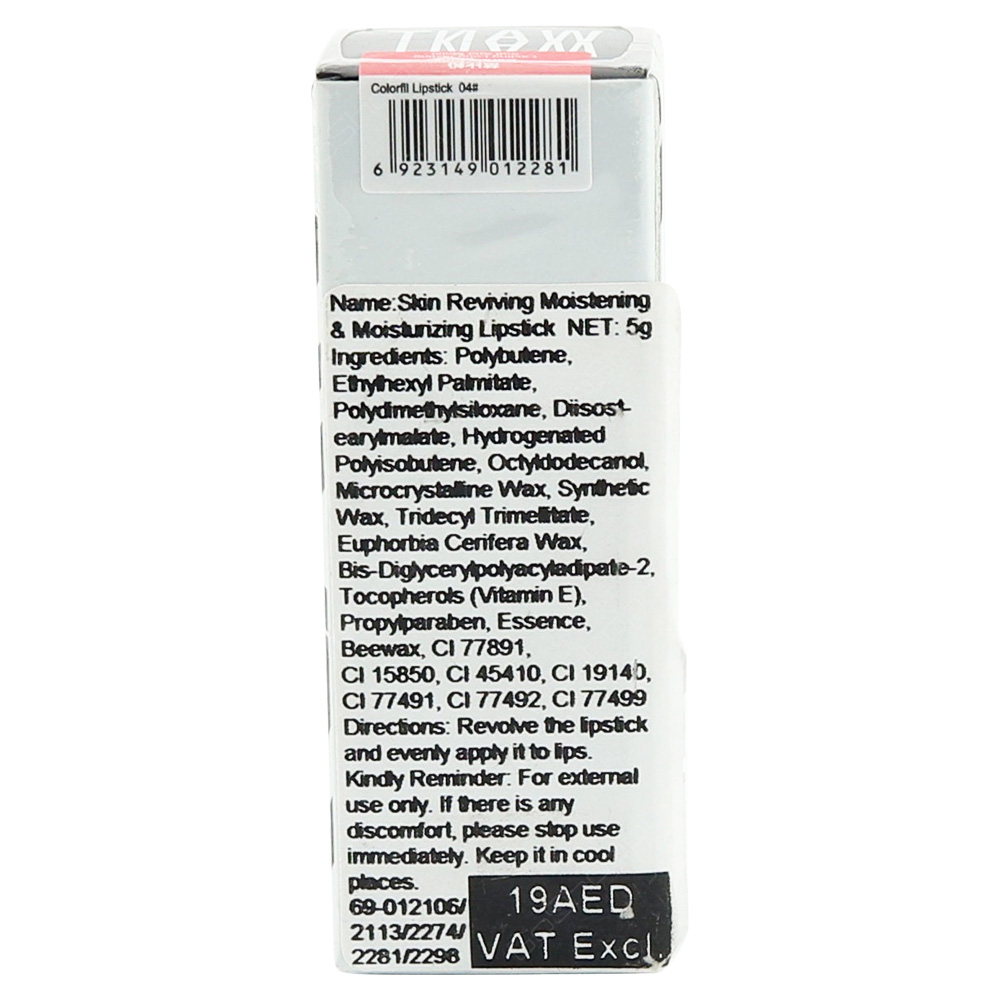 Colorfil Lipstick 04#
6 923149 012281
Name:Skin Reviving Moistening
& Moisturizing Lipstick NET: 5g
Ingredients: Polybutene,
Ethylhexyl Palmitate,
Polydimethylsiloxane, Diisost-
earylmalate, Hydrogenated
Polyisobutene, Octyldodecanol,
Microcrystalline Wax, Synthetic
Wax, Tridecyl Trimellitate,
Euphorbia Cerifera Wax,
Bis-Diglycerylpolyacyladipate-2,
Tocopherols (Vitamin E),
Propylparaben, Essence,
Beewax, CI 77891,
CI 15850, CI 45410, CI 19140,
CI 77491, CI 77492, CI 77499
Directions: Revolve the lipstick
and evenly apply it to lips.
Kindly Reminder: For external
use only. If there is any
discomfort, please stop use
immediately. Keep it in cool
places.
69-012106/
2113/2274/
2281/2298
19AED
VAT Excl.